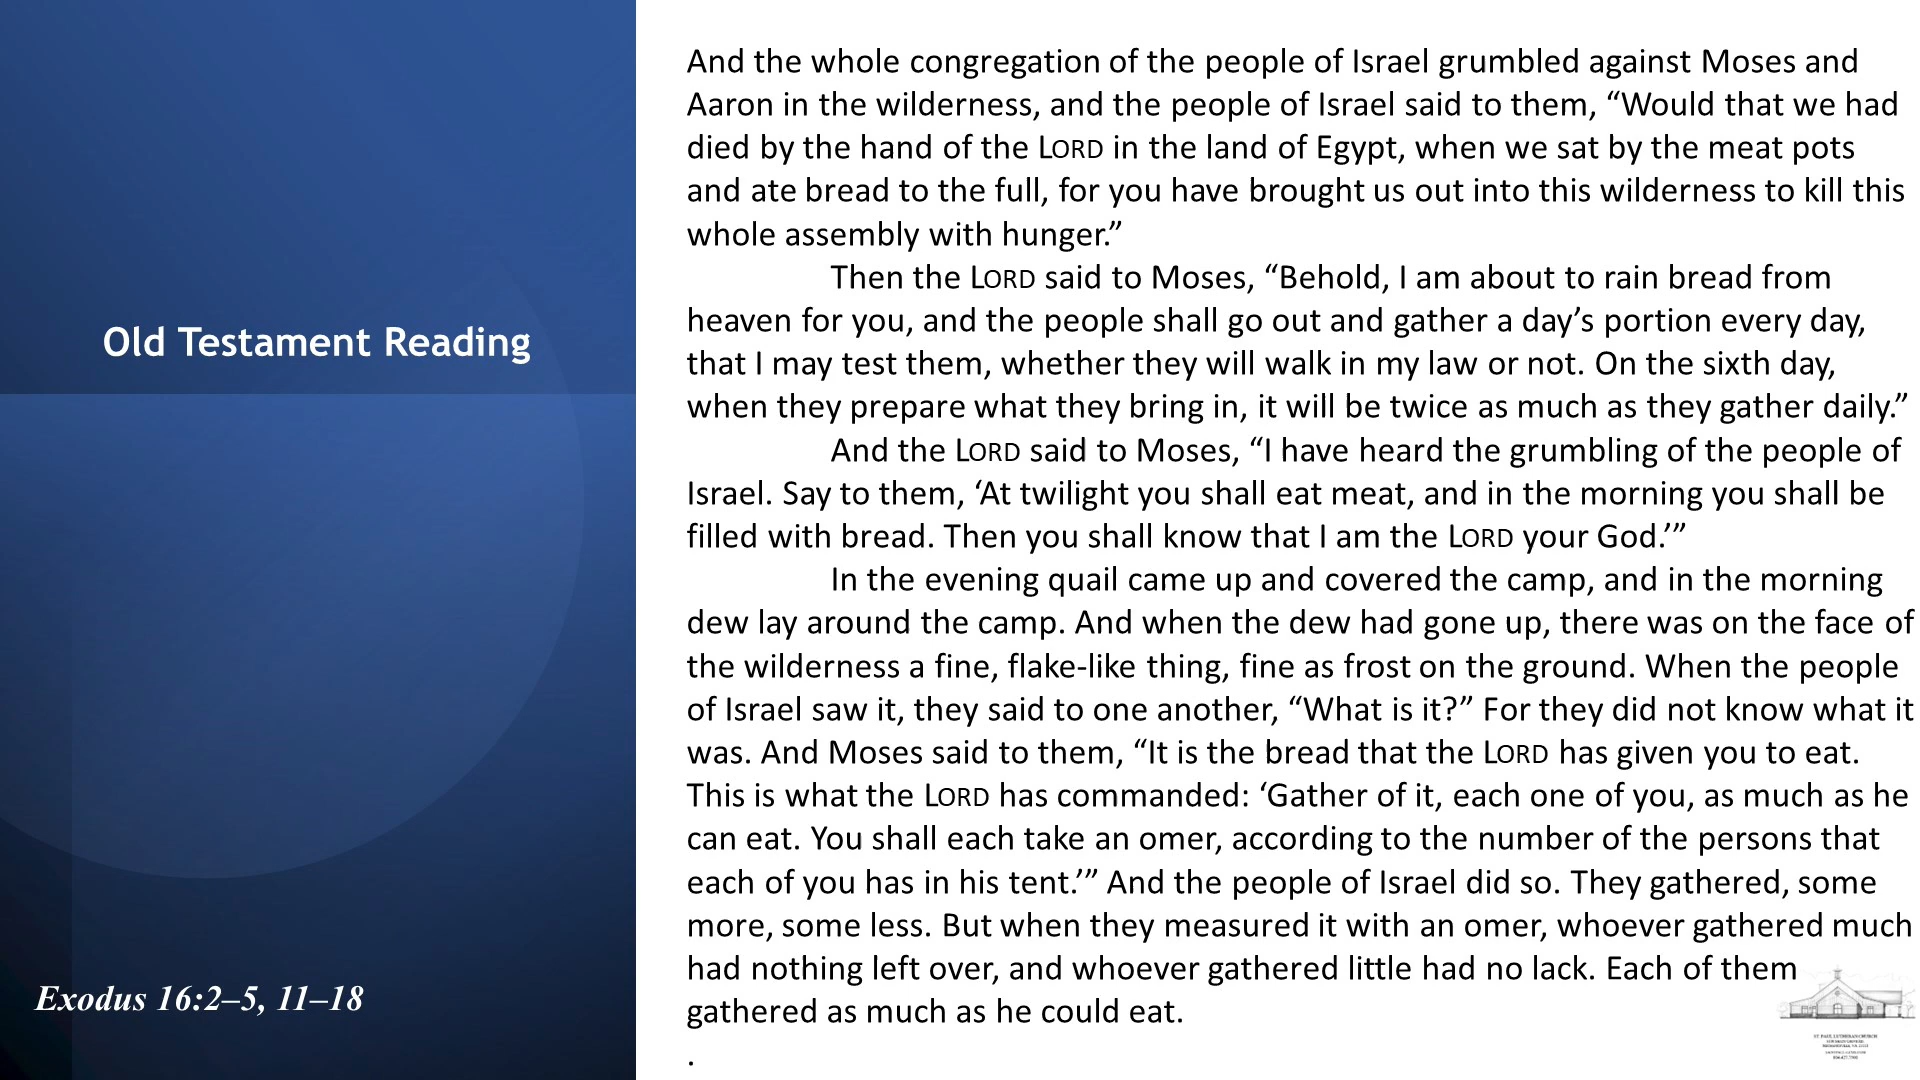 Old Testament Reading
Exodus 16:2–5, 11–18
And the whole congregation of the people of Israel grumbled against Moses and
Aaron in the wilderness, and the people of Israel said to them, “Would that we had
died by the hand of the LORD in the land of Egypt, when we sat by the meat pots
and ate bread to the full, for you have brought us out into this wilderness to kill this
whole assembly with hunger.”
Then the LORD said to Moses, “Behold, I am about to rain bread from
heaven for you, and the people shall go out and gather a day’s portion every day,
that I may test them, whether they will walk in my law or not. On the sixth day,
when they prepare what they bring in, it will be twice as much as they gather daily.”
And the LORD said to Moses, “I have heard the grumbling of the people of
Israel. Say to them, ‘At twilight you shall eat meat, and in the morning you shall be
filled with bread. Then you shall know that I am the LORD your God.’”
In the evening quail came up and covered the camp, and in the morning
dew lay around the camp. And when the dew had gone up, there was on the face of
the wilderness a fine, flake-like thing, fine as frost on the ground. When the people
of Israel saw it, they said to one another, “What is it?” For they did not know what it
was. And Moses said to them, “It is the bread that the LORD has given you to eat.
This is what the LORD has commanded: ‘Gather of it, each one of you, as much as he
can eat. You shall each take an omer, according to the number of the persons that
each of you has in his tent.’” And the people of Israel did so. They gathered, some
more, some less. But when they measured it with an omer, whoever gathered much
had nothing left over, and whoever gathered little had no lack. Each of them
gathered as much as he could eat.
.
ST. PAUL LUTHERAN CHURCH